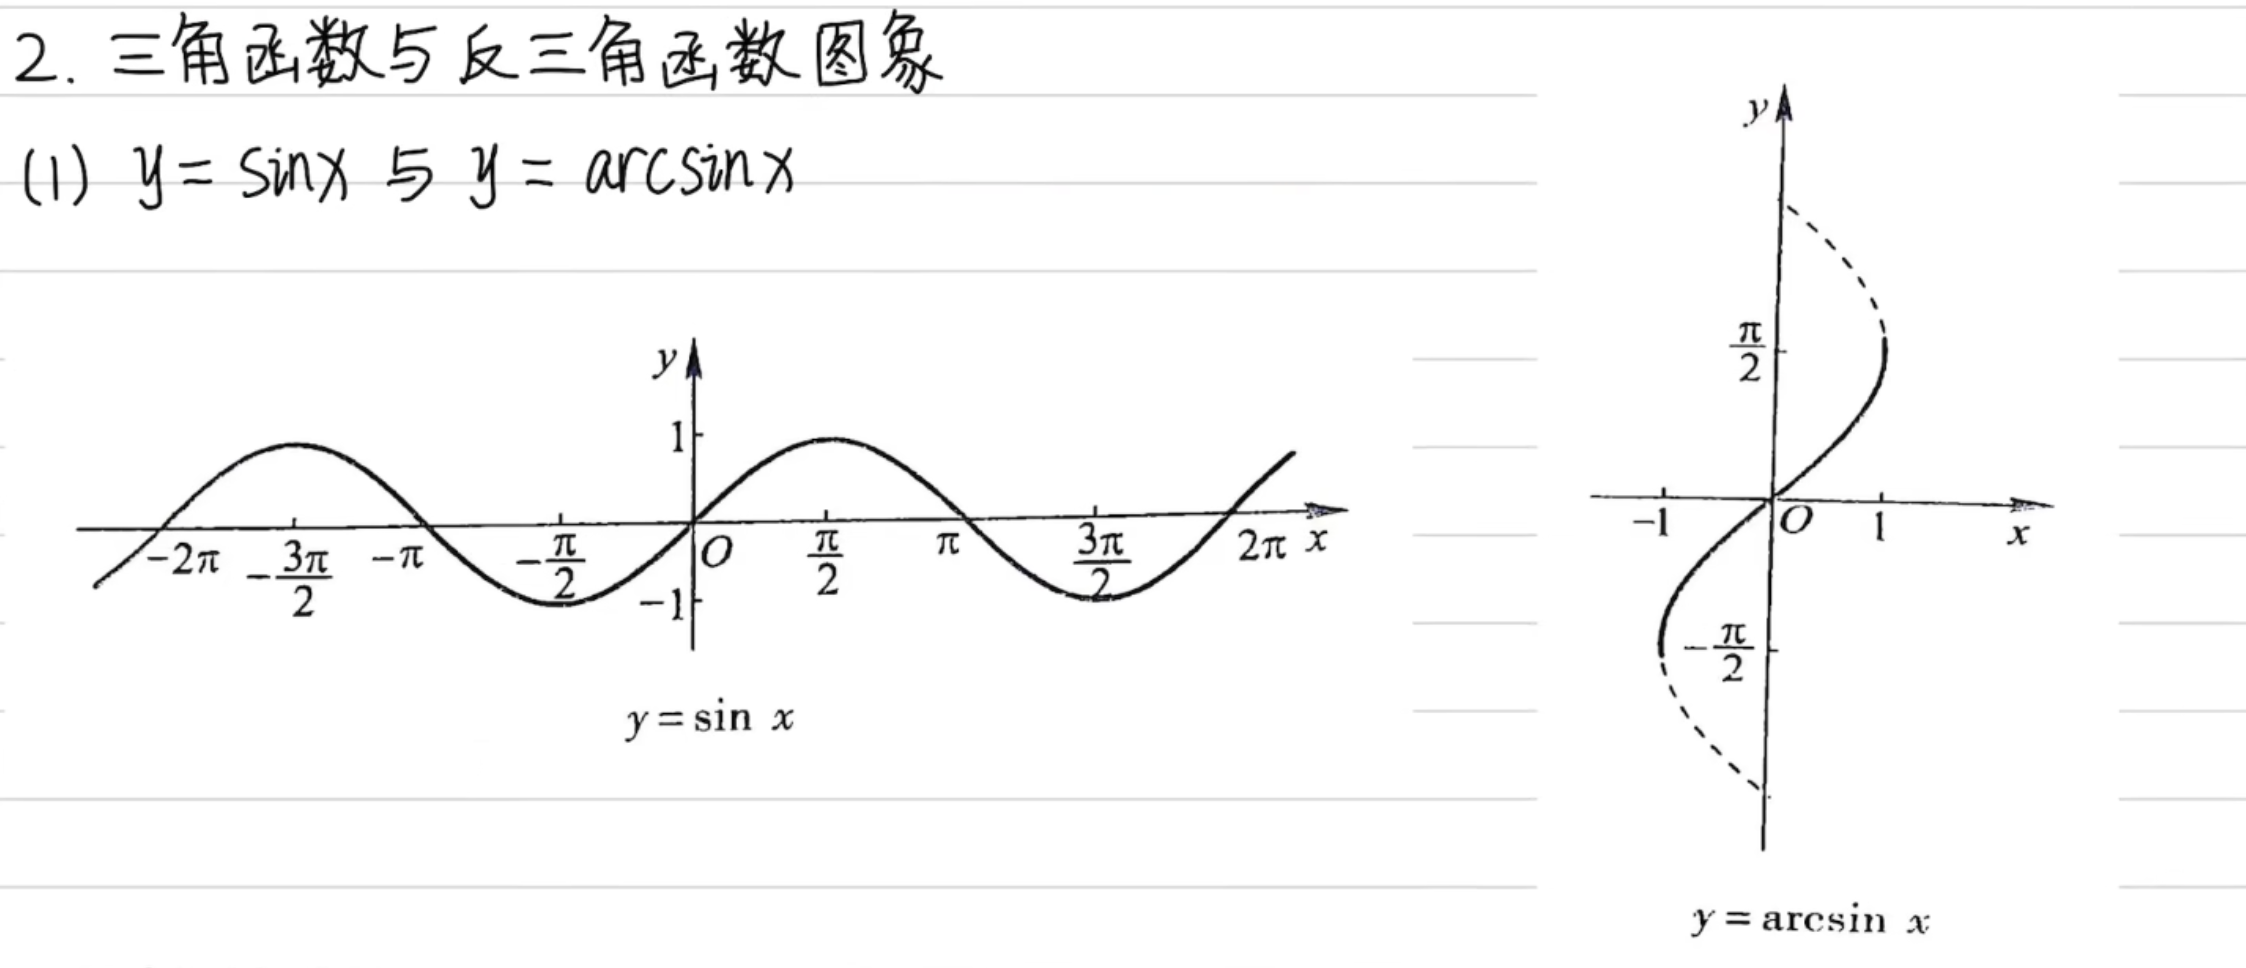 2. 三角函数与反三角函数图象
(1) y = sinx 与 y = arcsinx
y
1
-2π -3π/2 -π -π/2 O π/2 π 3π/2 2π x
-1
y = sin x
y
π/2
-1 O 1 x
-π/2
y = arcsin x